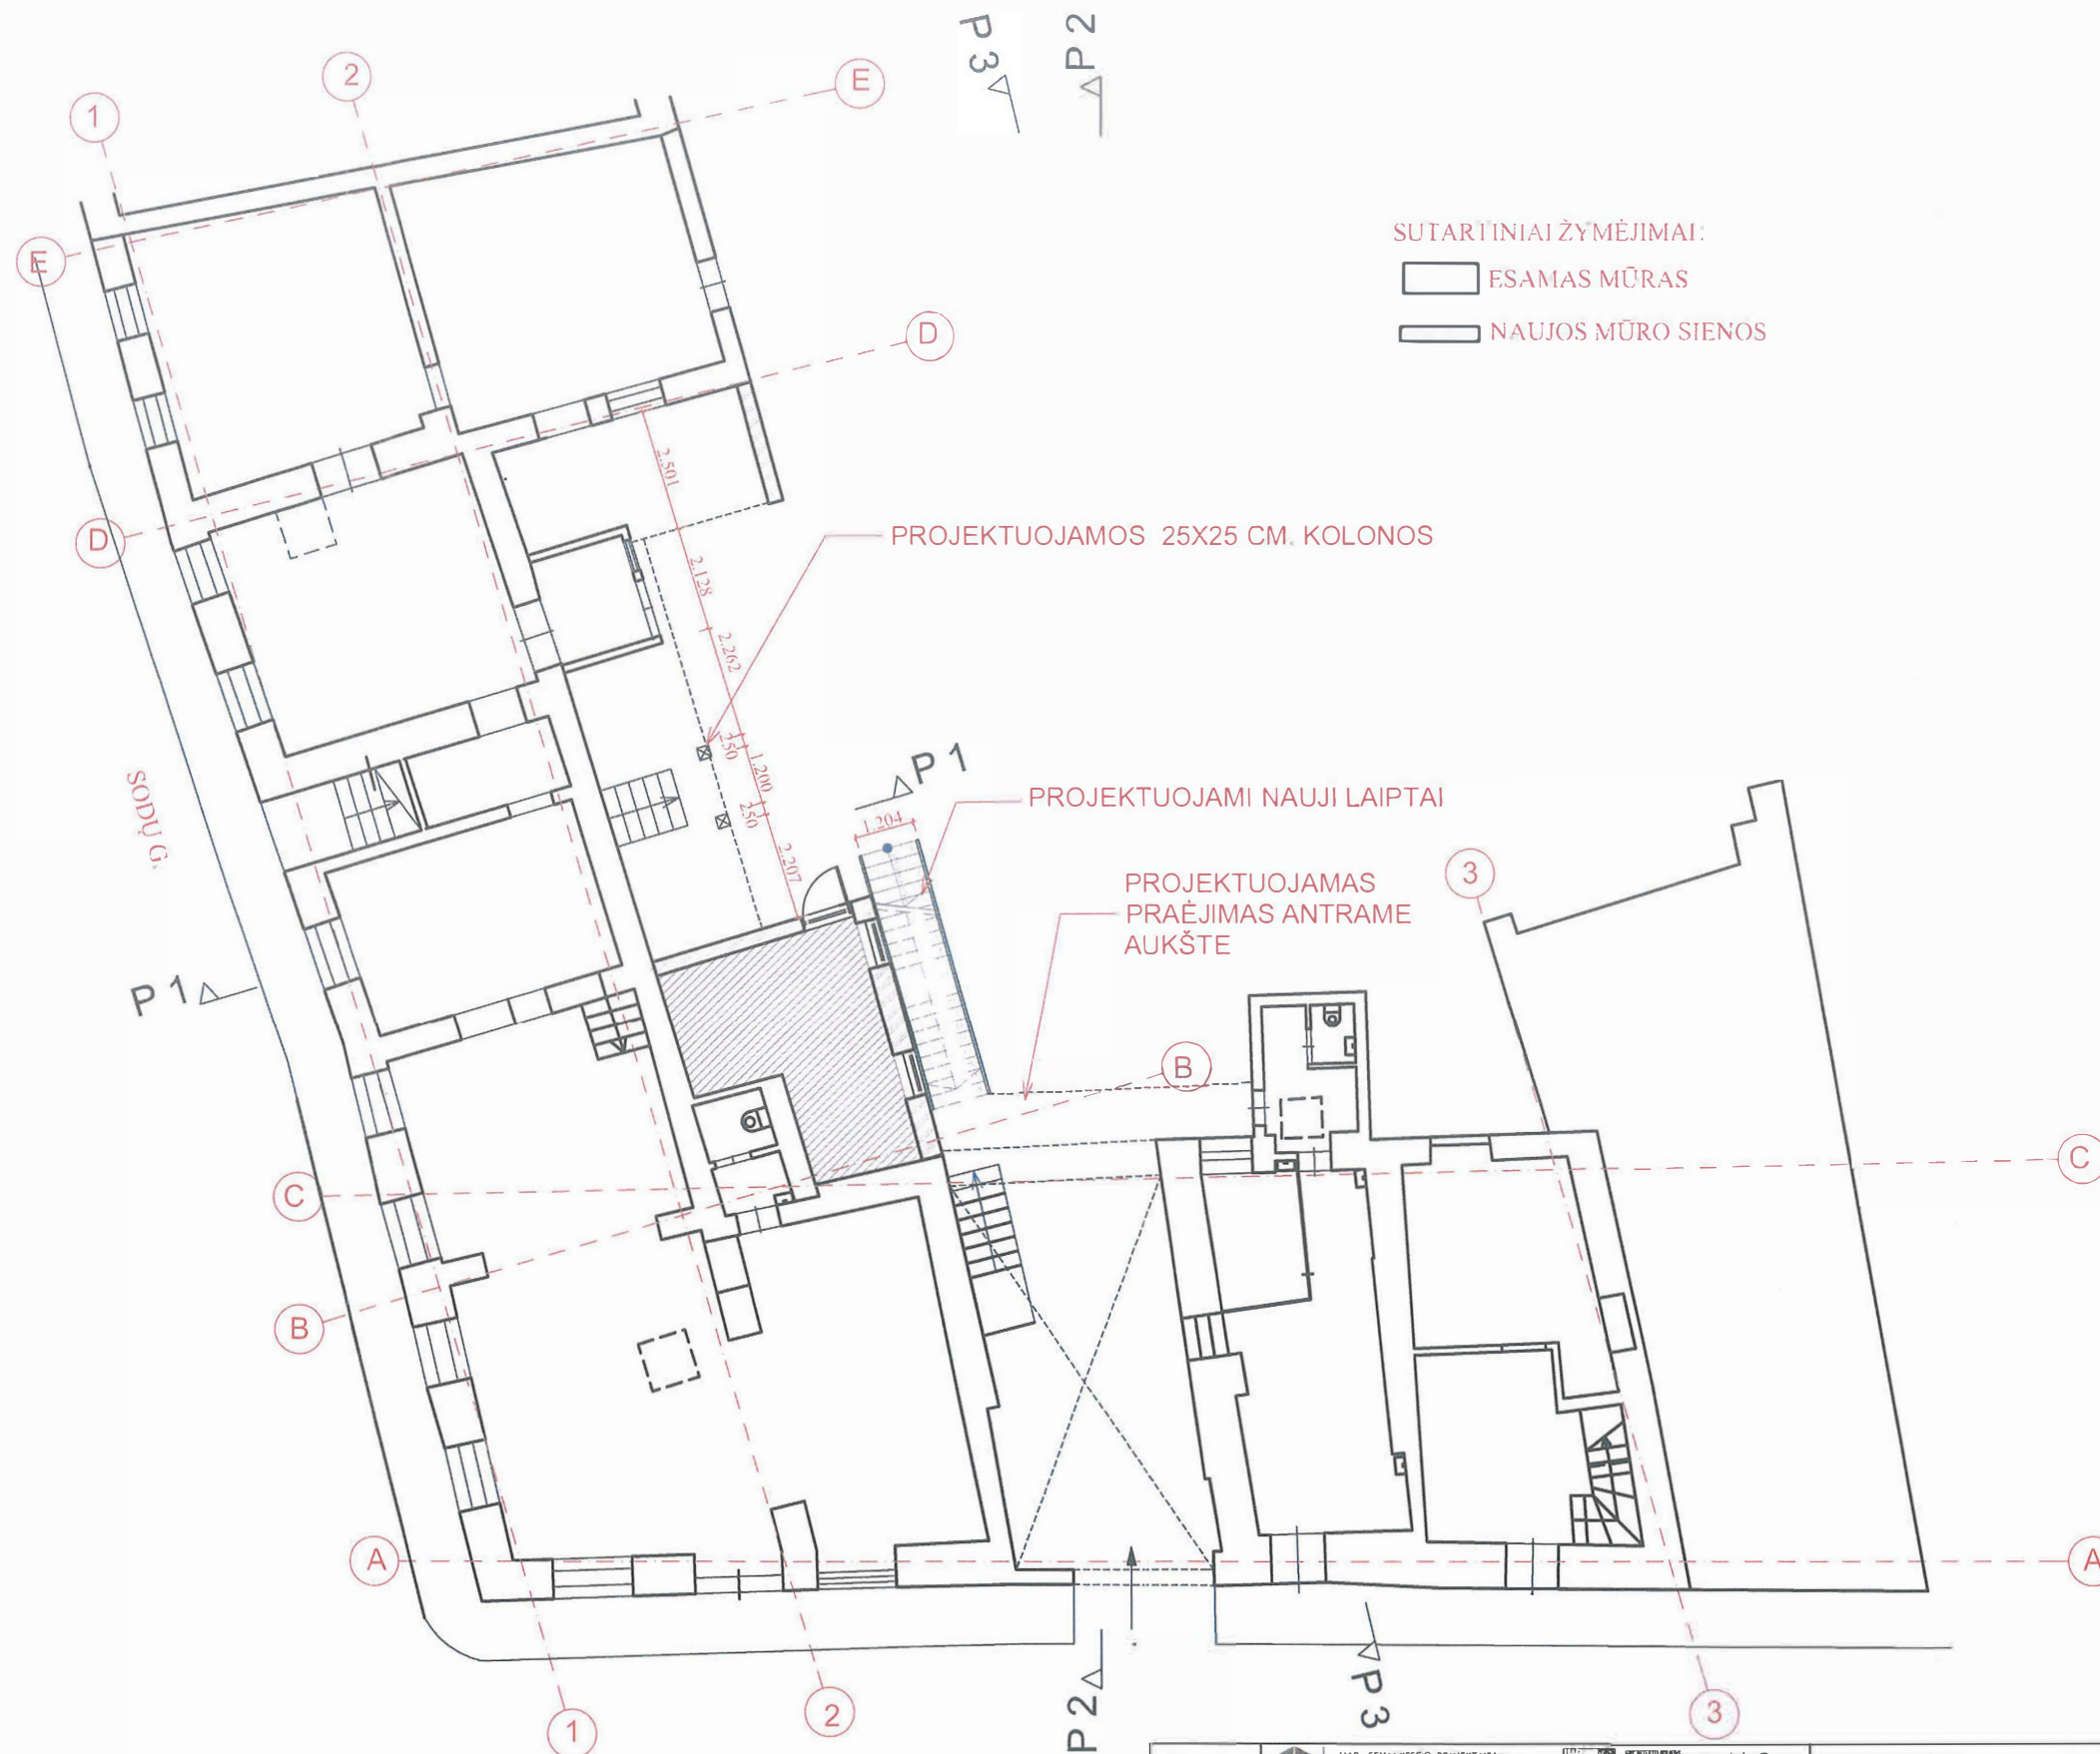 P 3
P 2
2
E
1
E
SUTARTINIAI ŽYMĖJIMAI:
ESAMAS MŪRAS
NAUJOS MŪRO SIENOS
D
2.501
PROJEKTUOJAMOS 25X25 CM. KOLONOS
D
2.128
2.262
250
1.200
250
P 1
PROJEKTUOJAMI NAUJI LAIPTAI
1.204
SODŲ G.
2.207
PROJEKTUOJAMAS
PRAĖJIMAS ANTRAME
AUKŠTE
3
P 1
B
C
C
B
A
A
P 2
P 3
1
2
3